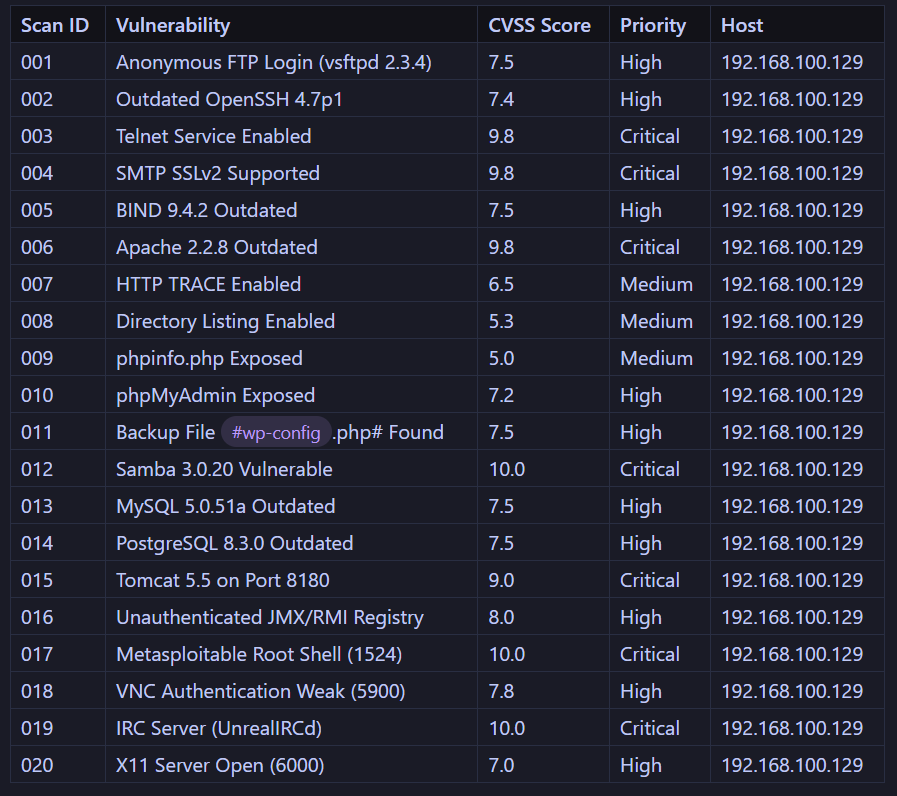 Scan ID Vulnerability CVSS Score Priority Host
001 Anonymous FTP Login (vsftpd 2.3.4) 7.5 High 192.168.100.129
002 Outdated OpenSSH 4.7p1 7.4 High 192.168.100.129
003 Telnet Service Enabled 9.8 Critical 192.168.100.129
004 SMTP SSLv2 Supported 9.8 Critical 192.168.100.129
005 BIND 9.4.2 Outdated 7.5 High 192.168.100.129
006 Apache 2.2.8 Outdated 9.8 Critical 192.168.100.129
007 HTTP TRACE Enabled 6.5 Medium 192.168.100.129
008 Directory Listing Enabled 5.3 Medium 192.168.100.129
009 phpinfo.php Exposed 5.0 Medium 192.168.100.129
010 phpMyAdmin Exposed 7.2 High 192.168.100.129
011 Backup File #wp-config.php# Found 7.5 High 192.168.100.129
012 Samba 3.0.20 Vulnerable 10.0 Critical 192.168.100.129
013 MySQL 5.0.51a Outdated 7.5 High 192.168.100.129
014 PostgreSQL 8.3.0 Outdated 7.5 High 192.168.100.129
015 Tomcat 5.5 on Port 8180 9.0 Critical 192.168.100.129
016 Unauthenticated JMX/RMI Registry 8.0 High 192.168.100.129
017 Metasploitable Root Shell (1524) 10.0 Critical 192.168.100.129
018 VNC Authentication Weak (5900) 7.8 High 192.168.100.129
019 IRC Server (UnrealIRCd) 10.0 Critical 192.168.100.129
020 X11 Server Open (6000) 7.0 High 192.168.100.129